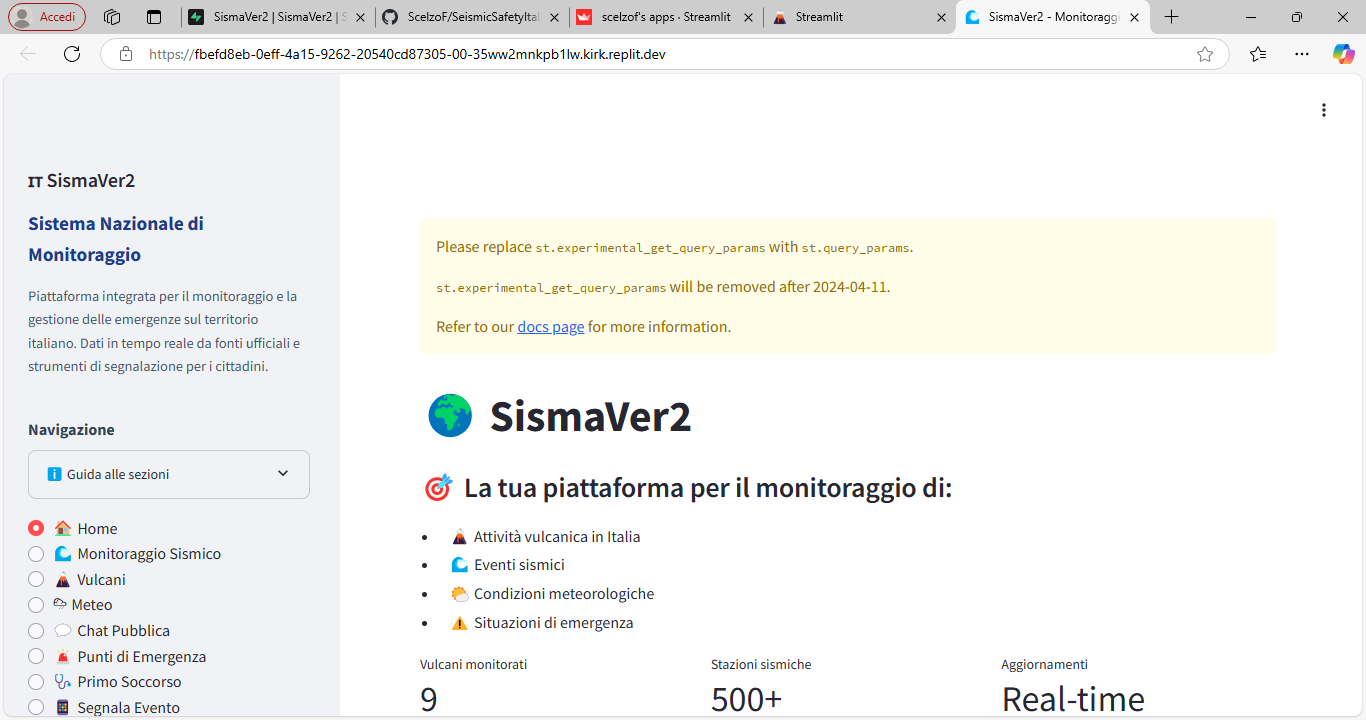 Accedi
SismaVer2 | SismaVer2 | S
ScelzoF/SeismicSafetyItal
scelzof's apps · Streamlit
Streamlit
SismaVer2 - Monitoraggi
https://fbefd8eb-0eff-4a15-9262-20540cd87305-00-35ww2mnkpb1lw.kirk.replit.dev
IT SismaVer2
Sistema Nazionale di
Monitoraggio
Piattaforma integrata per il monitoraggio e la
gestione delle emergenze sul territorio
italiano. Dati in tempo reale da fonti ufficiali e
strumenti di segnalazione per i cittadini.
Navigazione
Guida alle sezioni
Home
Monitoraggio Sismico
Vulcani
Meteo
Chat Pubblica
Punti di Emergenza
Primo Soccorso
Segnala Evento
Please replace st.experimental_get_query_params with st.query_params.
st.experimental_get_query_params will be removed after 2024-04-11.
Refer to our docs page for more information.
SismaVer2
La tua piattaforma per il monitoraggio di:
• Attività vulcanica in Italia
• Eventi sismici
• Condizioni meteorologiche
• Situazioni di emergenza
Vulcani monitorati
9
Stazioni sismiche
500+
Aggiornamenti
Real-time